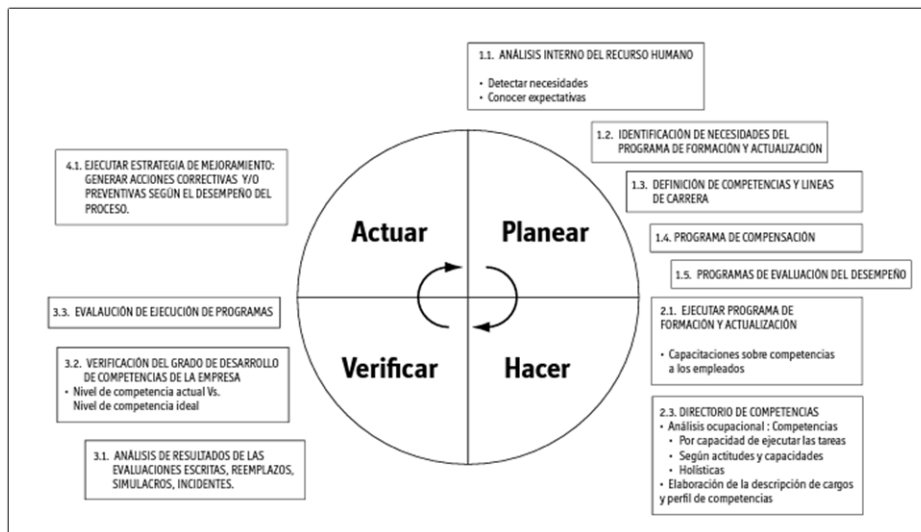 1.1. ANÁLISIS INTERNO DEL RECURSO HUMANO
• Detectar necesidades
• Conocer expectativas
1.2. IDENTIFICACIÓN DE NECESIDADES DEL
PROGRAMA DE FORMACIÓN Y ACTUALIZACIÓN
1.3. DEFINICIÓN DE COMPETENCIAS Y LINEAS
DE CARRERA
1.4. PROGRAMA DE COMPENSACIÓN
1.5. PROGRAMAS DE EVALUACIÓN DEL DESEMPEÑO
2.1. EJECUTAR PROGRAMA DE
FORMACIÓN Y ACTUALIZACIÓN
• Capacitaciones sobre competencias
a los empleados
2.3. DIRECTORIO DE COMPETENCIAS
• Análisis ocupacional : Competencias
• Por capacidad de ejecutar las tareas
• Según actitudes y capacidades
• Holísticas
• Elaboración de la descripción de cargos
y perfil de competencias
3.1. ANÁLISIS DE RESULTADOS DE LAS
EVALUACIONES ESCRITAS, REEMPLAZOS,
SIMULACROS, INCIDENTES.
3.2. VERIFICACIÓN DEL GRADO DE DESARROLLO
DE COMPETENCIAS DE LA EMPRESA
• Nivel de competencia actual Vs.
Nivel de competencia ideal
3.3. EVALAUCIÓN DE EJECUCIÓN DE PROGRAMAS
4.1. EJECUTAR ESTRATEGIA DE MEJORAMIENTO:
GENERAR ACCIONES CORRECTIVAS Y/O
PREVENTIVAS SEGÚN EL DESEMPEÑO DEL
PROCESO.
Actuar
Planear
Verificar
Hacer